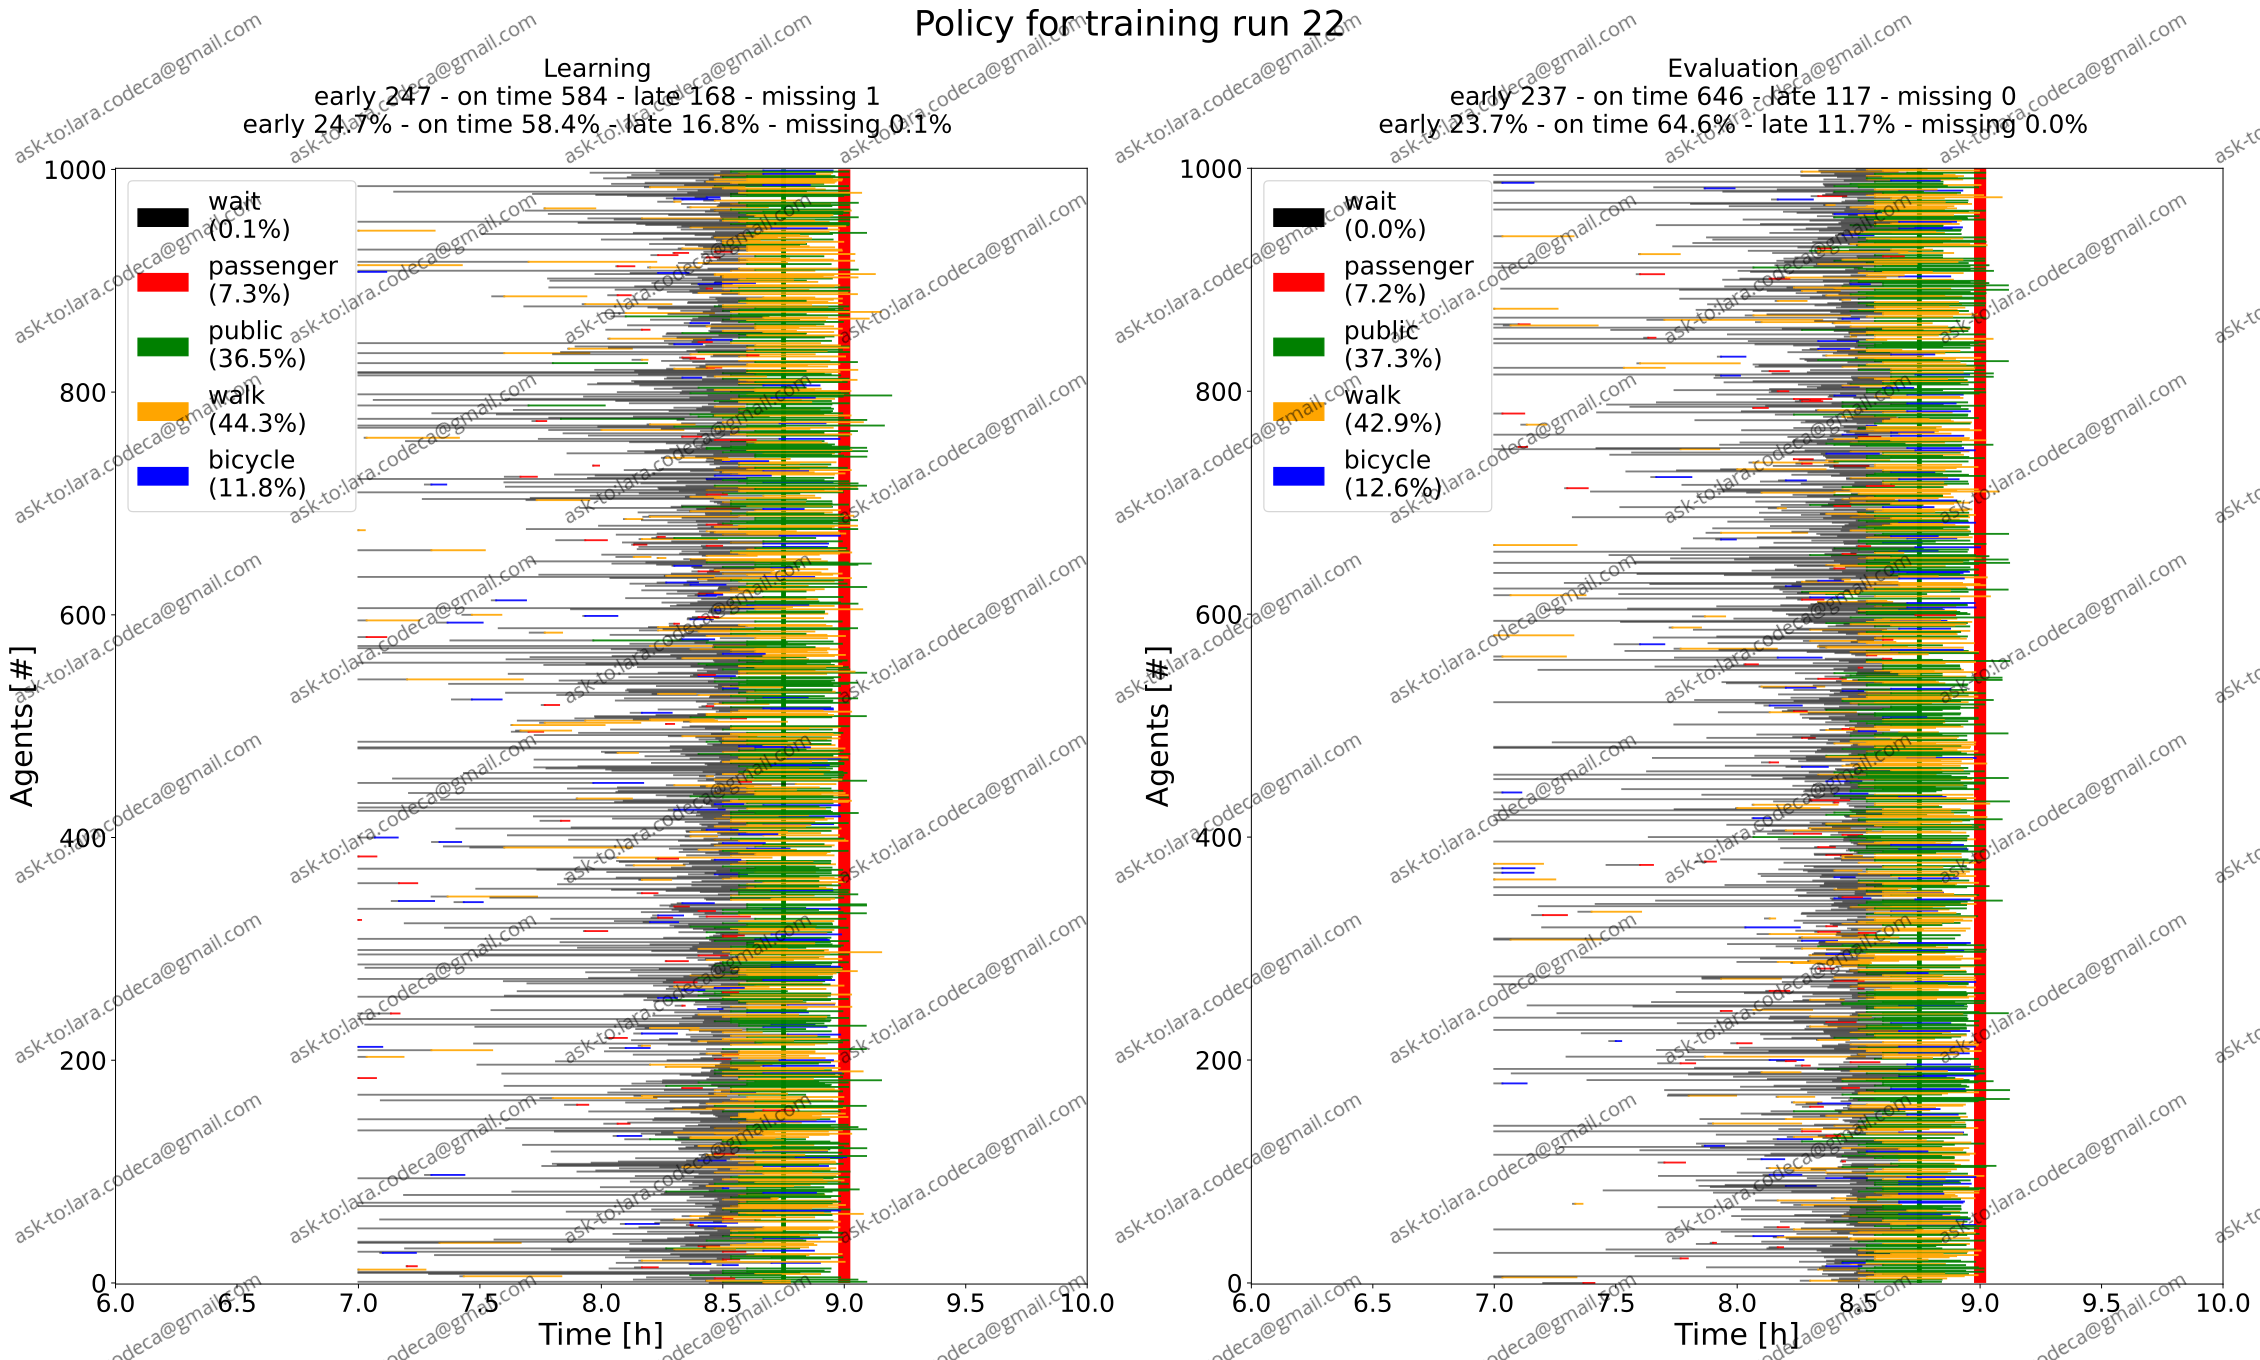 Policy for training run 22
Learning
early 247 - on time 584 - late 168 - missing 1
early 24.7% - on time 58.4% - late 16.8% - missing 0.1%
Evaluation
early 237 - on time 646 - late 117 - missing 0
early 23.7% - on time 64.6% - late 11.7% - missing 0.0%
Agents [#]
1000
800
600
400
200
0
wait
(0.1%)
passenger
(7.3%)
public
(36.5%)
walk
(44.3%)
bicycle
(11.8%)
6.0 6.5 7.0 7.5 8.0 8.5 9.0 9.5 10.0
Time [h]
Agents [#]
1000
800
600
400
200
0
wait
(0.0%)
passenger
(7.2%)
public
(37.3%)
walk
(42.9%)
bicycle
(12.6%)
6.0 6.5 7.0 7.5 8.0 8.5 9.0 9.5 10.0
Time [h]
ask-to:lara.codeca@gmail.com